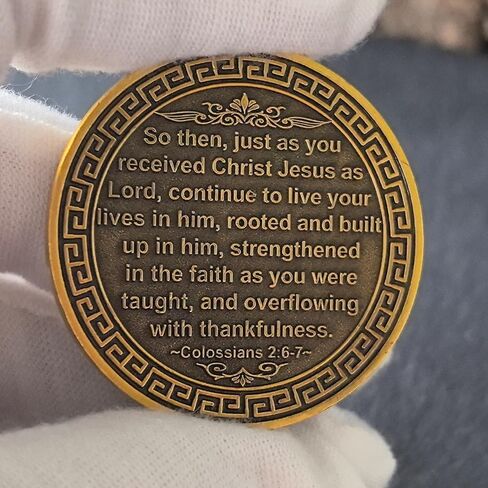 So then, just as you
received Christ Jesus as
Lord, continue to live your
lives in him, rooted and built
up in him, strengthened
in the faith as you were
taught, and overflowing
with thankfulness.
~Colossians 2:6-7~